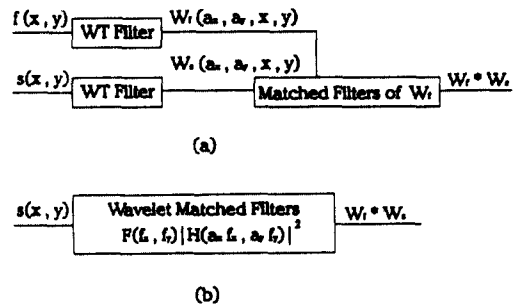 f(x, y)
WT Filter
W_f(a_x, a_y, x, y)
s(x, y)
WT Filter
W_s(a_x, a_y, x, y)
Matched Filters of W_f
W_f * W_s
(a)
s(x, y)
Wavelet Matched Filters
F(f_x, f_y)|H(a_x f_x, a_y f_y)|^2
W_f * W_s
(b)